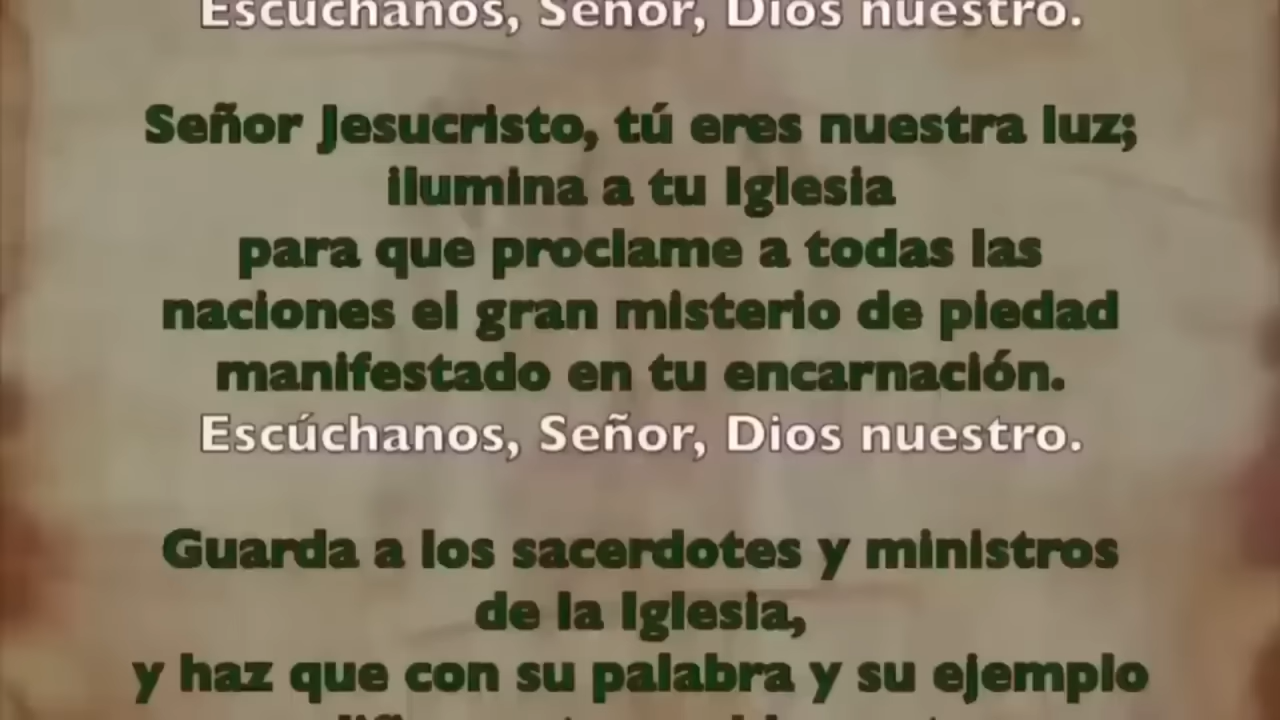 Escúchanos, Señor, Dios nuestro.
Señor Jesucristo, tú eres nuestra luz;
ilumina a tu Iglesia
para que proclame a todas las
naciones el gran misterio de piedad
manifestado en tu encarnación.
Escúchanos, Señor, Dios nuestro.
Guarda a los sacerdotes y ministros
de la Iglesia,
y haz que con su palabra y su ejemplo